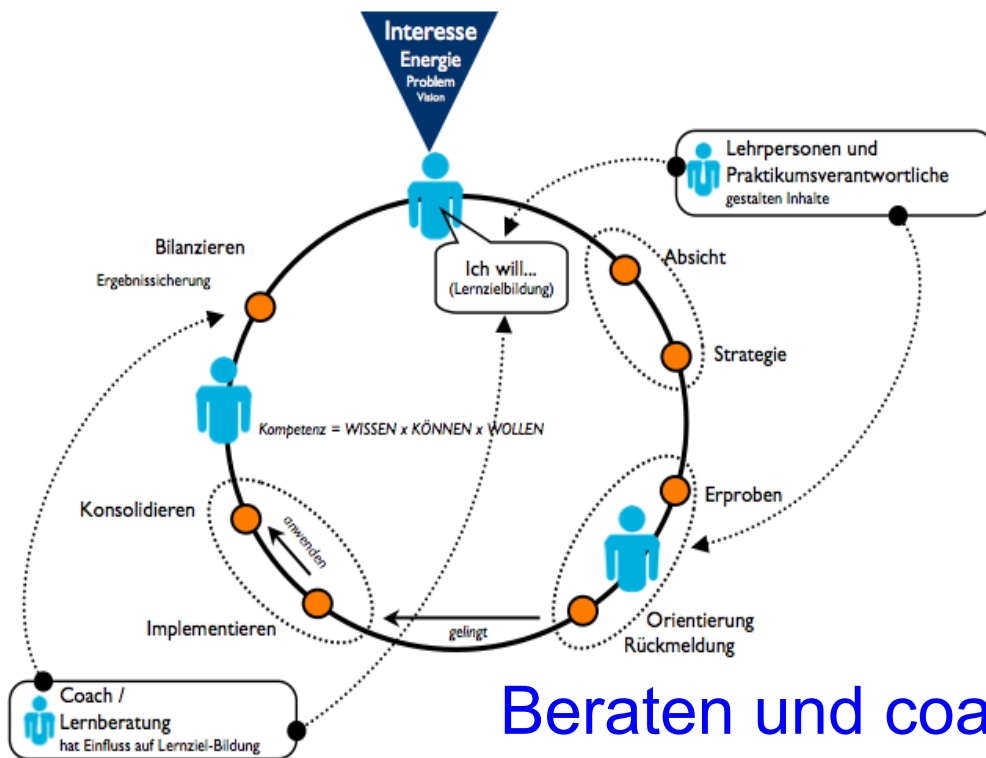 Interesse
Energie
Problem
Vision
Lehrpersonen und
Praktikumsverantwortliche
gestalten Inhalte
Bilanzieren
Ergebnissicherung
Ich will...
(Lernzielbildung)
Absicht
Strategie
Kompetenz = WISSEN x KÖNNEN x WOLLEN
Erproben
Konsolidieren
anwenden
Implementieren
gelingt
Orientierung
Rückmeldung
Coach /
Lernberatung
hat Einfluss auf Lernziel-Bildung
Beraten und coa